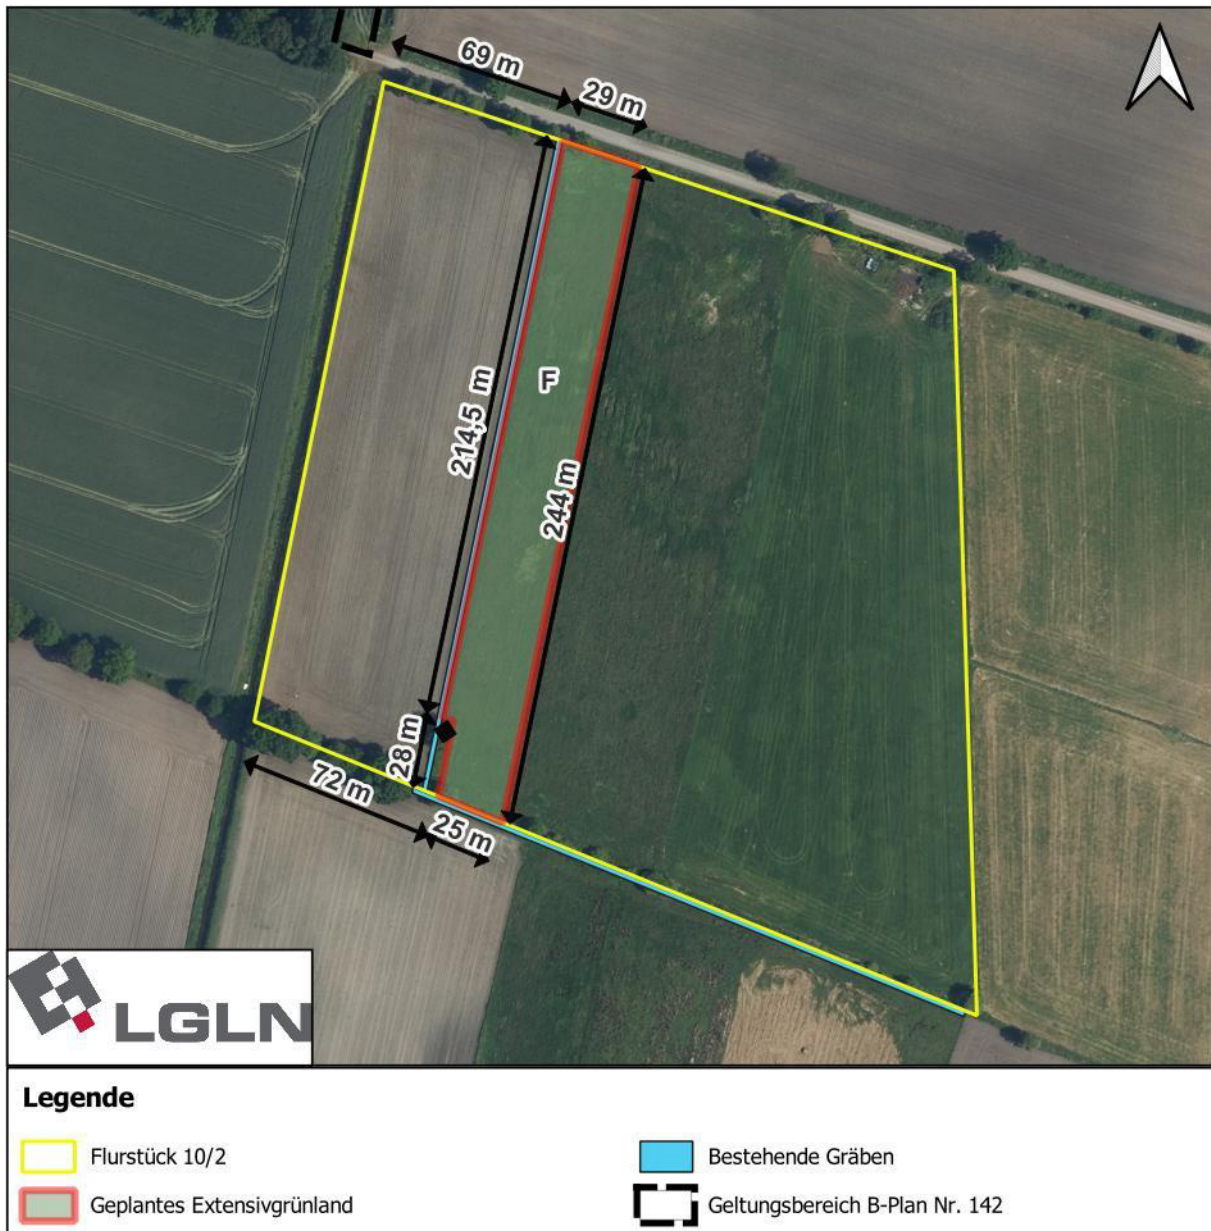 69 m
29 m
214,5 m
F
244 m
28 m
72 m
25 m
LGLN
Legende
Flurstück 10/2
Bestehende Gräben
Geplantes Extensivgrünland
Geltungsbereich B-Plan Nr. 142